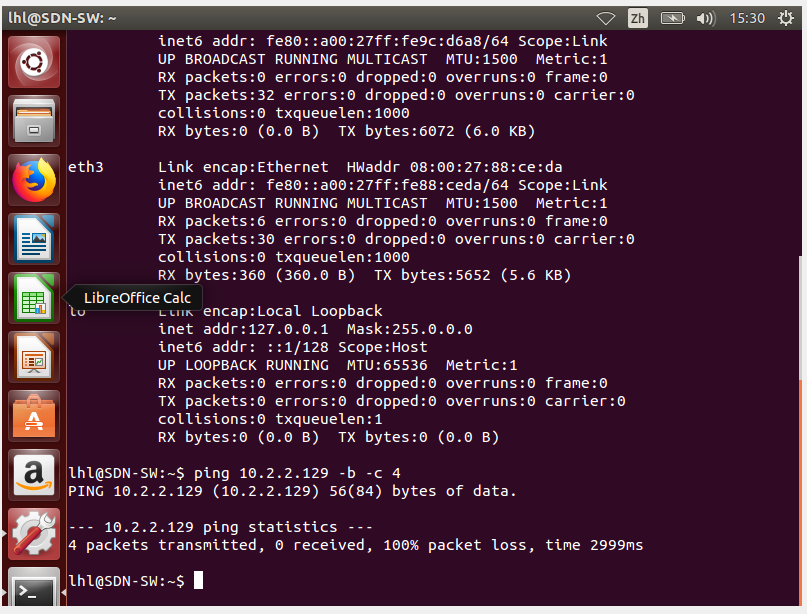 lhl@SDN-SW: ~
Zh
15:30
inet6 addr: fe80::a00:27ff:fe9c:d6a8/64 Scope:Link
UP BROADCAST RUNNING MULTICAST  MTU:1500  Metric:1
RX packets:0 errors:0 dropped:0 overruns:0 frame:0
TX packets:32 errors:0 dropped:0 overruns:0 carrier:0
collisions:0 txqueuelen:1000
RX bytes:0 (0.0 B)  TX bytes:6072 (6.0 KB)
eth3      Link encap:Ethernet  HWaddr 08:00:27:88:ce:da
inet6 addr: fe80::a00:27ff:fe88:ceda/64 Scope:Link
UP BROADCAST RUNNING MULTICAST  MTU:1500  Metric:1
RX packets:6 errors:0 dropped:0 overruns:0 frame:0
TX packets:30 errors:0 dropped:0 overruns:0 carrier:0
collisions:0 txqueuelen:1000
RX bytes:360 (360.0 B)  TX bytes:5652 (5.6 KB)
LibreOffice Calc
lo        Link encap:Local Loopback
inet addr:127.0.0.1  Mask:255.0.0.0
inet6 addr: ::1/128 Scope:Host
UP LOOPBACK RUNNING  MTU:65536  Metric:1
RX packets:0 errors:0 dropped:0 overruns:0 frame:0
TX packets:0 errors:0 dropped:0 overruns:0 carrier:0
collisions:0 txqueuelen:1
RX bytes:0 (0.0 B)  TX bytes:0 (0.0 B)
lhl@SDN-SW:~$ ping 10.2.2.129 -b -c 4
PING 10.2.2.129 (10.2.2.129) 56(84) bytes of data.
--- 10.2.2.129 ping statistics ---
4 packets transmitted, 0 received, 100% packet loss, time 2999ms
lhl@SDN-SW:~$